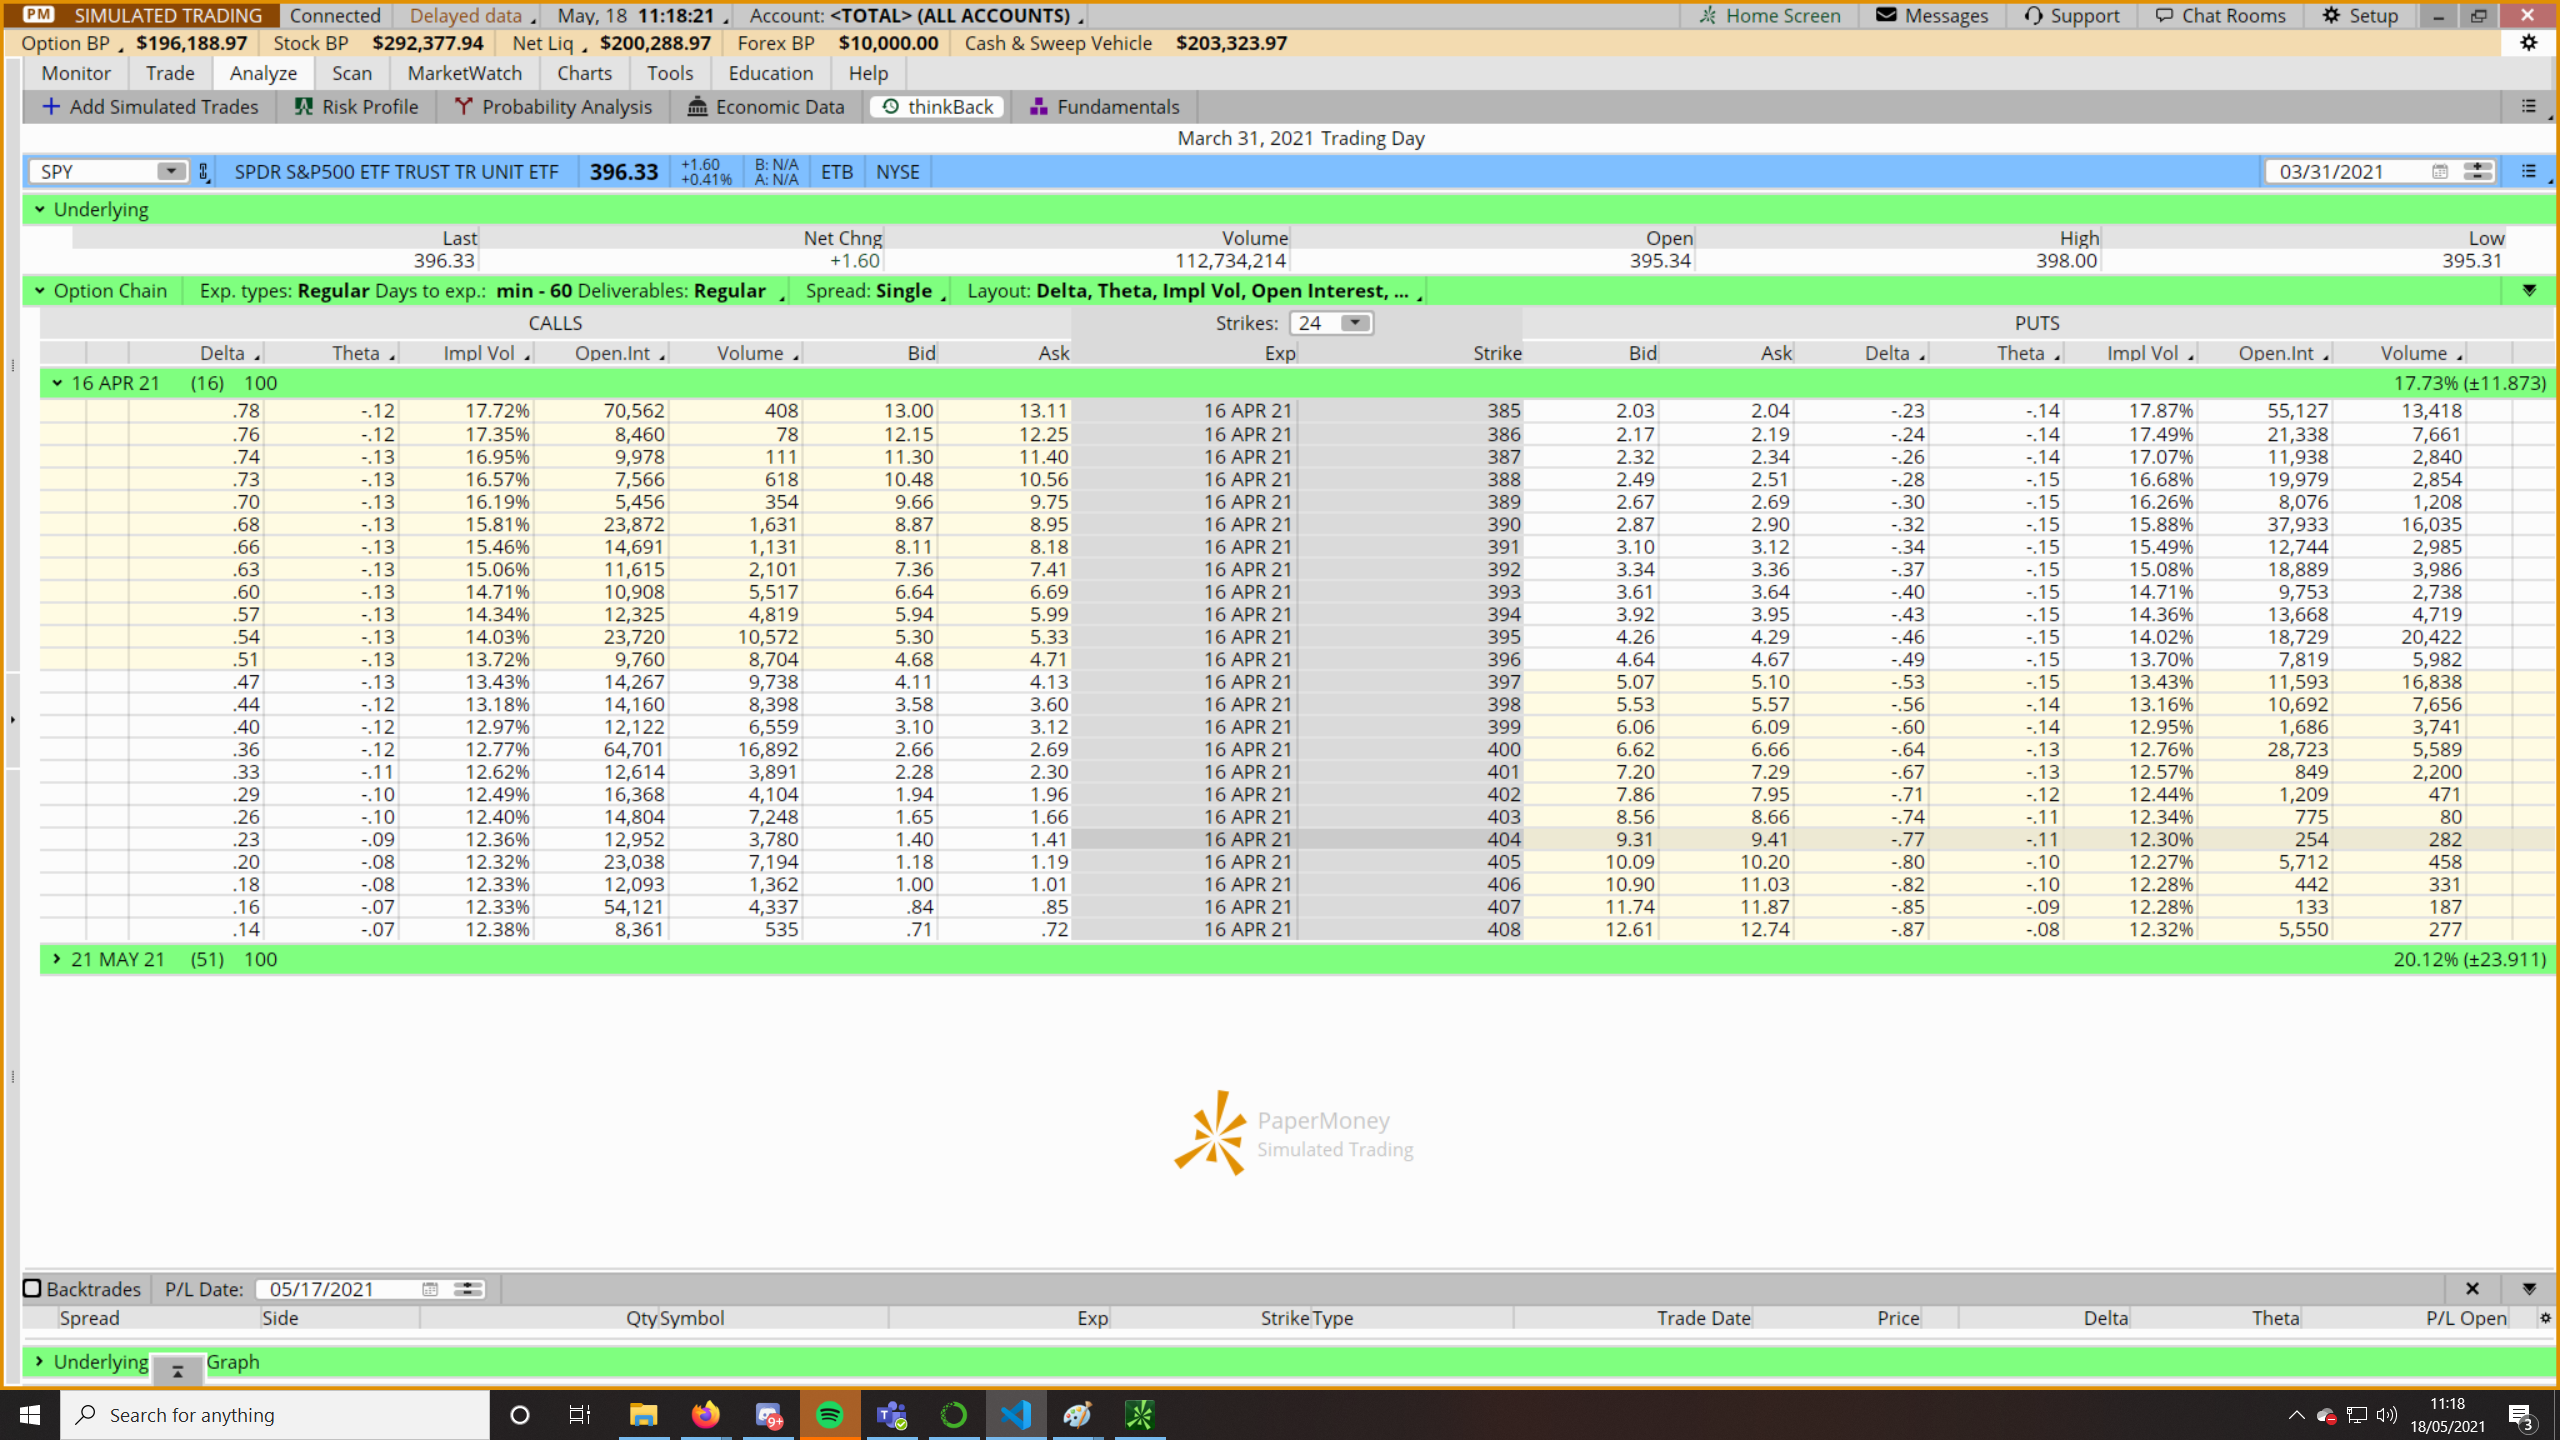 PM SIMULATED TRADING Connected Delayed data May, 18 11:18:21 Account: <TOTAL> (ALL ACCOUNTS) Home Screen Messages Support Chat Rooms Setup
Option BP $196,188.97 Stock BP $292,377.94 Net Liq $200,288.97 Forex BP $10,000.00 Cash & Sweep Vehicle $203,323.97
Monitor Trade Analyze Scan MarketWatch Charts Tools Education Help
Add Simulated Trades Risk Profile Probability Analysis Economic Data thinkBack Fundamentals
March 31, 2021 Trading Day
SPY SPDR S&P500 ETF TRUST TR UNIT ETF 396.33 +1.60 +0.41% B: N/A A: N/A ETB NYSE 03/31/2021
Underlying
Last Net Chng Volume Open High Low
396.33 +1.60 112,734,214 395.34 398.00 395.31
Option Chain Exp. types: Regular Days to exp.: min - 60 Deliverables: Regular Spread: Single Layout: Delta, Theta, Impl Vol, Open Interest, ...
CALLS Strikes: 24 PUTS
Delta Theta Impl Vol Open.Int Volume Bid Ask Exp Strike Bid Ask Delta Theta Impl Vol Open.Int Volume
16 APR 21 (16) 100 17.73% (±11.873)
.78 -.12 17.72% 70,562 408 13.00 13.11 16 APR 21 385 2.03 2.04 -.23 -.14 17.87% 55,127 13,418
.76 -.12 17.35% 8,460 78 12.15 12.25 16 APR 21 386 2.17 2.19 -.24 -.14 17.49% 21,338 7,661
.74 -.13 16.95% 9,978 111 11.30 11.40 16 APR 21 387 2.32 2.34 -.26 -.14 17.07% 11,938 2,840
.73 -.13 16.57% 7,566 618 10.48 10.56 16 APR 21 388 2.49 2.51 -.28 -.15 16.68% 19,979 2,854
.70 -.13 16.19% 5,456 354 9.66 9.75 16 APR 21 389 2.67 2.69 -.30 -.15 16.26% 8,076 1,208
.68 -.13 15.81% 23,872 1,631 8.87 8.95 16 APR 21 390 2.87 2.90 -.32 -.15 15.88% 37,933 16,035
.66 -.13 15.46% 14,691 1,131 8.11 8.18 16 APR 21 391 3.10 3.12 -.34 -.15 15.49% 12,744 2,985
.63 -.13 15.06% 11,615 2,101 7.36 7.41 16 APR 21 392 3.34 3.36 -.37 -.15 15.08% 18,889 3,986
.60 -.13 14.71% 10,908 5,517 6.64 6.69 16 APR 21 393 3.61 3.64 -.40 -.15 14.71% 9,753 2,738
.57 -.13 14.34% 12,325 4,819 5.94 5.99 16 APR 21 394 3.92 3.95 -.43 -.15 14.36% 13,668 4,719
.54 -.13 14.03% 23,720 10,572 5.30 5.33 16 APR 21 395 4.26 4.29 -.46 -.15 14.02% 18,729 20,422
.51 -.13 13.72% 9,760 8,704 4.68 4.71 16 APR 21 396 4.64 4.67 -.49 -.15 13.70% 7,819 5,982
.47 -.13 13.43% 14,267 9,738 4.11 4.13 16 APR 21 397 5.07 5.10 -.53 -.15 13.43% 11,593 16,838
.44 -.12 13.18% 14,160 8,398 3.58 3.60 16 APR 21 398 5.53 5.57 -.56 -.14 13.16% 10,692 7,656
.40 -.12 12.97% 12,122 6,559 3.10 3.12 16 APR 21 399 6.06 6.09 -.60 -.14 12.95% 1,686 3,741
.36 -.12 12.77% 64,701 16,892 2.66 2.69 16 APR 21 400 6.62 6.66 -.64 -.13 12.76% 28,723 5,589
.33 -.11 12.62% 12,614 3,891 2.28 2.30 16 APR 21 401 7.20 7.29 -.67 -.13 12.57% 849 2,200
.29 -.10 12.49% 16,368 4,104 1.94 1.96 16 APR 21 402 7.86 7.95 -.71 -.12 12.44% 1,209 471
.26 -.10 12.40% 14,804 7,248 1.65 1.66 16 APR 21 403 8.56 8.66 -.74 -.11 12.34% 775 80
.23 -.09 12.36% 12,952 3,780 1.40 1.41 16 APR 21 404 9.31 9.41 -.77 -.11 12.30% 254 282
.20 -.08 12.32% 23,038 7,194 1.18 1.19 16 APR 21 405 10.09 10.20 -.80 -.10 12.27% 5,712 458
.18 -.08 12.33% 12,093 1,362 1.00 1.01 16 APR 21 406 10.90 11.03 -.82 -.10 12.28% 442 331
.16 -.07 12.33% 54,121 4,337 .84 .85 16 APR 21 407 11.74 11.87 -.85 -.09 12.28% 133 187
.14 -.07 12.38% 8,361 535 .71 .72 16 APR 21 408 12.61 12.74 -.87 -.08 12.32% 5,550 277
21 MAY 21 (51) 100 20.12% (±23.911)
PaperMoney
Simulated Trading
Backtrades P/L Date: 05/17/2021
Spread Side Qty Symbol Exp Strike Type Trade Date Price Delta Theta P/L Open
Underlying Graph
Search for anything 9+ 11:18
18/05/2021 3